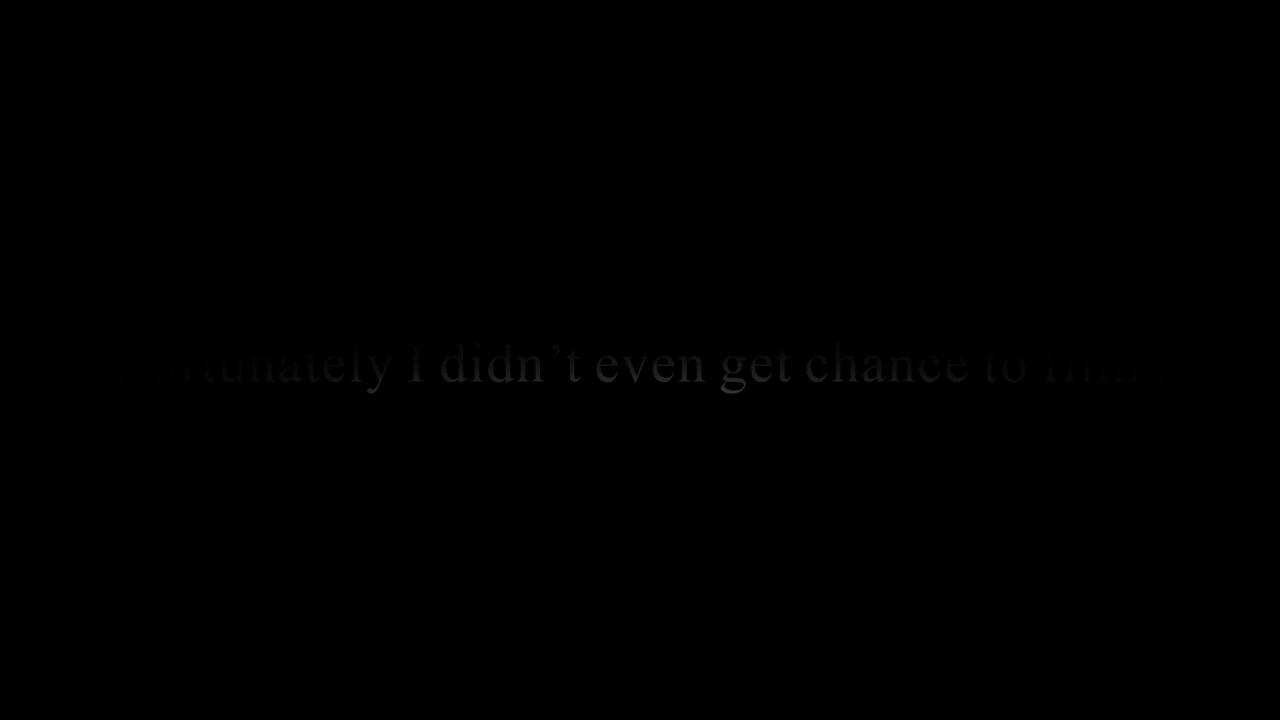 I didn’t even get chance to